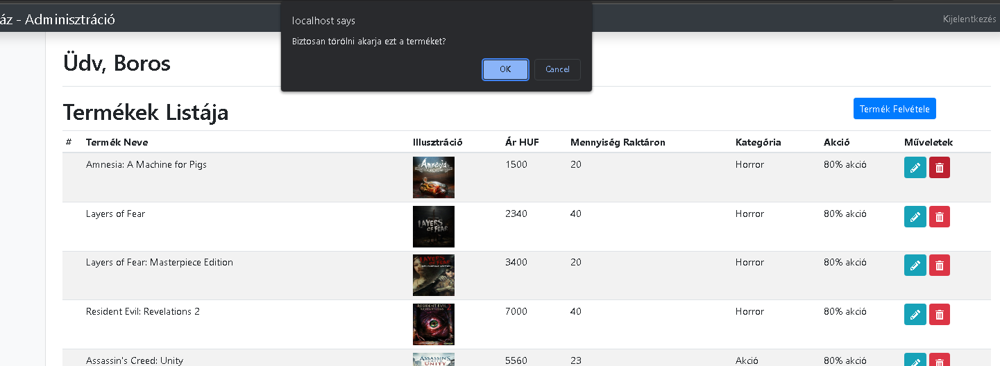 áz - Adminisztráció
Kijelentkezés
localhost says
Biztosan törölni akarja ezt a terméket?
OK
Cancel
Üdv, Boros
Termékek Listája
Termék Felvétele
# Termék Neve Illusztráció Ár HUF Mennyiség Raktáron Kategória Akció Műveletek
Amnesia: A Machine for Pigs Amnesia 1500 20 Horror 80% akció
Layers of Fear LAYERS OF FEAR 2340 40 Horror 80% akció
Layers of Fear: Masterpiece Edition LAYERS OF FEAR 3400 20 Horror 80% akció
Resident Evil: Revelations 2 RESIDENT EVIL REVELATIONS 2 7000 40 Horror 80% akció
Assassin's Creed: Unity ASSASSIN'S CREED UNITY 5560 23 Akció 80% akció